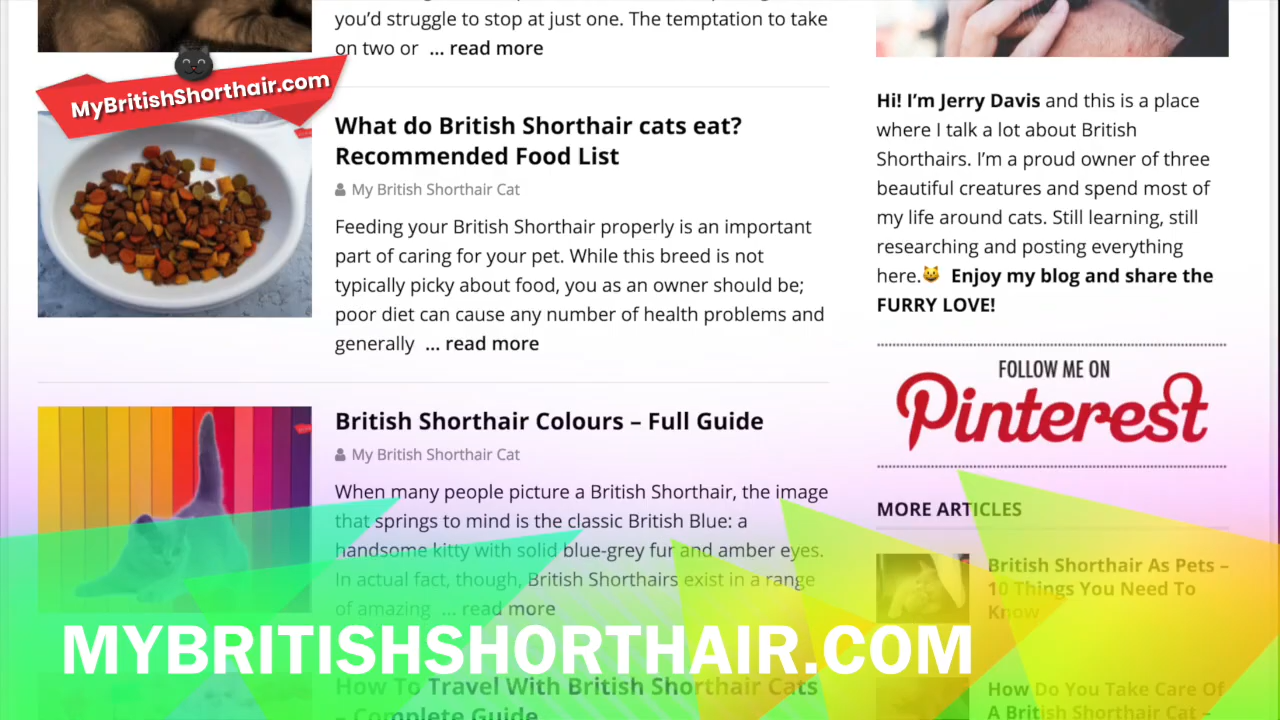 you'd struggle to stop at just one. The temptation to take
on two or ... read more
MyBritishShorthair.com
What do British Shorthair cats eat?
Recommended Food List
My British Shorthair Cat
Feeding your British Shorthair properly is an important
part of caring for your pet. While this breed is not
typically picky about food, you as an owner should be;
poor diet can cause any number of health problems and
generally ... read more
British Shorthair Colours – Full Guide
My British Shorthair Cat
When many people picture a British Shorthair, the image
that springs to mind is the classic British Blue: a
handsome kitty with solid blue-grey fur and amber eyes.
In actual fact, though, British Shorthairs exist in a range
of amazing ... read more
How To Travel With British Shorthair Cats
– Complete Guide
Hi! I'm Jerry Davis and this is a place
where I talk a lot about British
Shorthairs. I'm a proud owner of three
beautiful creatures and spend most of
my life around cats. Still learning, still
researching and posting everything
here.😺 Enjoy my blog and share the
FURRY LOVE!
FOLLOW ME ON
Pinterest
MORE ARTICLES
British Shorthair As Pets –
10 Things You Need To
Know
How Do You Take Care Of
A British Shorthair Cat –
MYBRITISHSHORTHAIR.COM